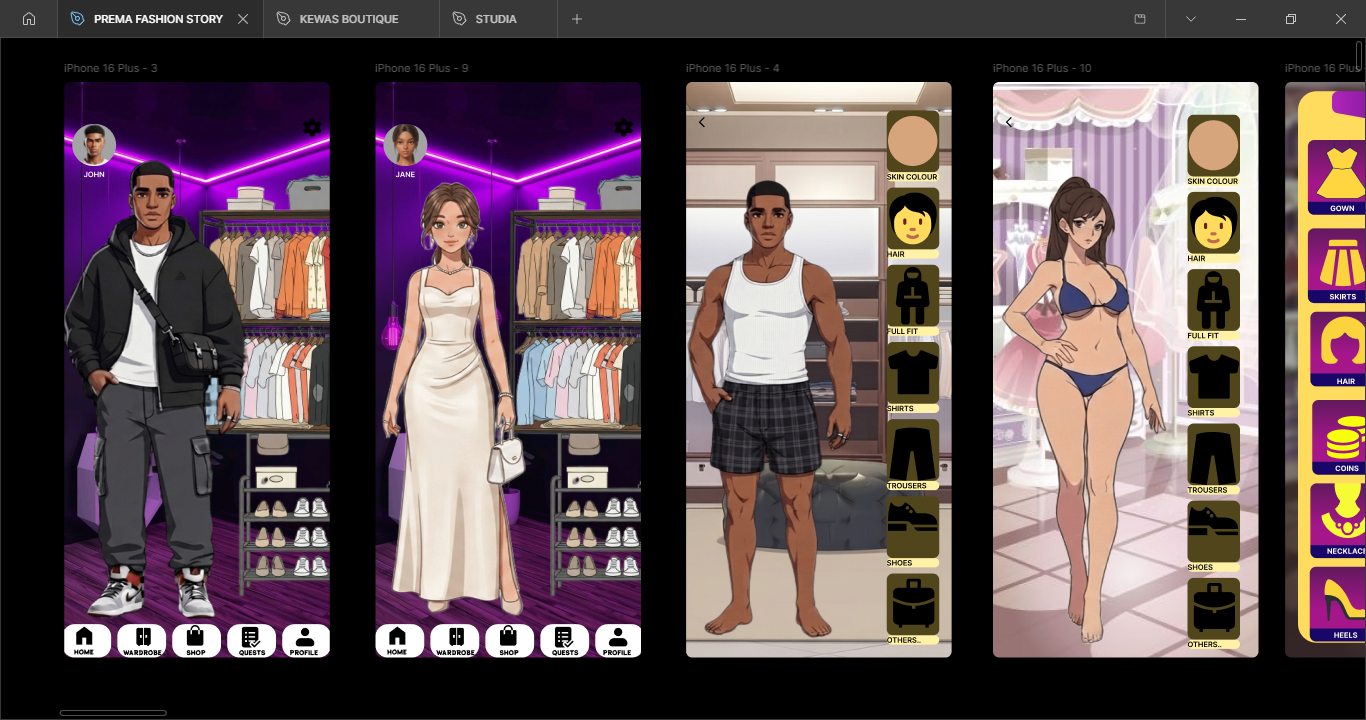 PREMA FASHION STORY
KEWAS BOUTIQUE
STUDIA
iPhone 16 Plus - 3
iPhone 16 Plus - 9
iPhone 16 Plus - 4
iPhone 16 Plus - 10
iPhone 16 Plus
JOHN
HOME
WARDROBE
SHOP
QUESTS
PROFILE
JANE
HOME
WARDROBE
SHOP
QUESTS
PROFILE
SKIN COLOUR
HAIR
FULL FIT
SHIRTS
TROUSERS
SHOES
OTHERS..
SKIN COLOUR
HAIR
FULL FIT
SHIRTS
TROUSERS
SHOES
OTHERS..
GOWN
SKIRTS
HAIR
COINS
NECKLACE
HEELS